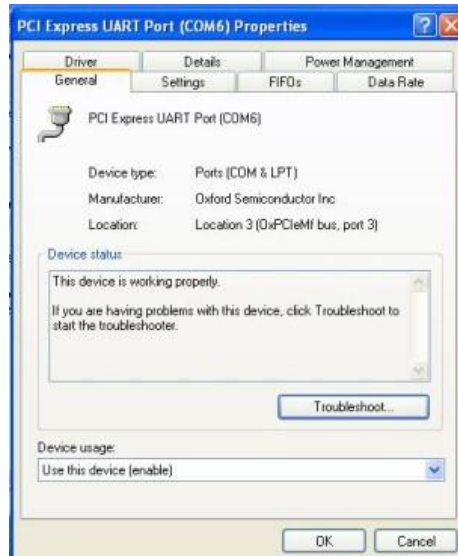 PCI Express UART Port (COM6) Properties
Driver Details Power Management
General Settings FIFOs Data Rate
PCI Express UART Port (COM6)
Device type: Ports (COM & LPT)
Manufacturer: Oxford Semiconductor Inc
Location: Location 3 (OxPCIeMf bus, port 3)
Device status
This device is working properly.
If you are having problems with this device, click Troubleshoot to
start the troubleshooter.
Troubleshoot...
Device usage:
Use this device (enable)
OK Cancel